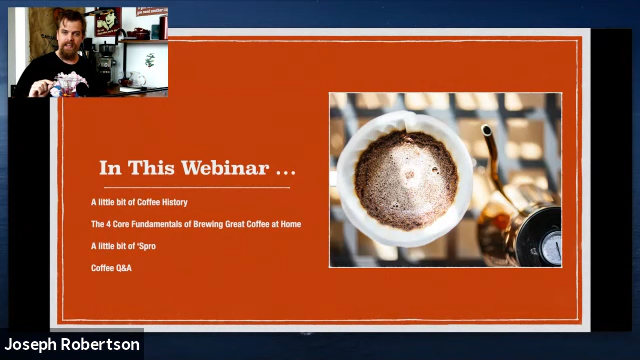 In This Webinar ...
A little bit of Coffee History
The 4 Core Fundamentals of Brewing Great Coffee at Home
A little bit of ‘Spro
Coffee Q&A
Joseph Robertson